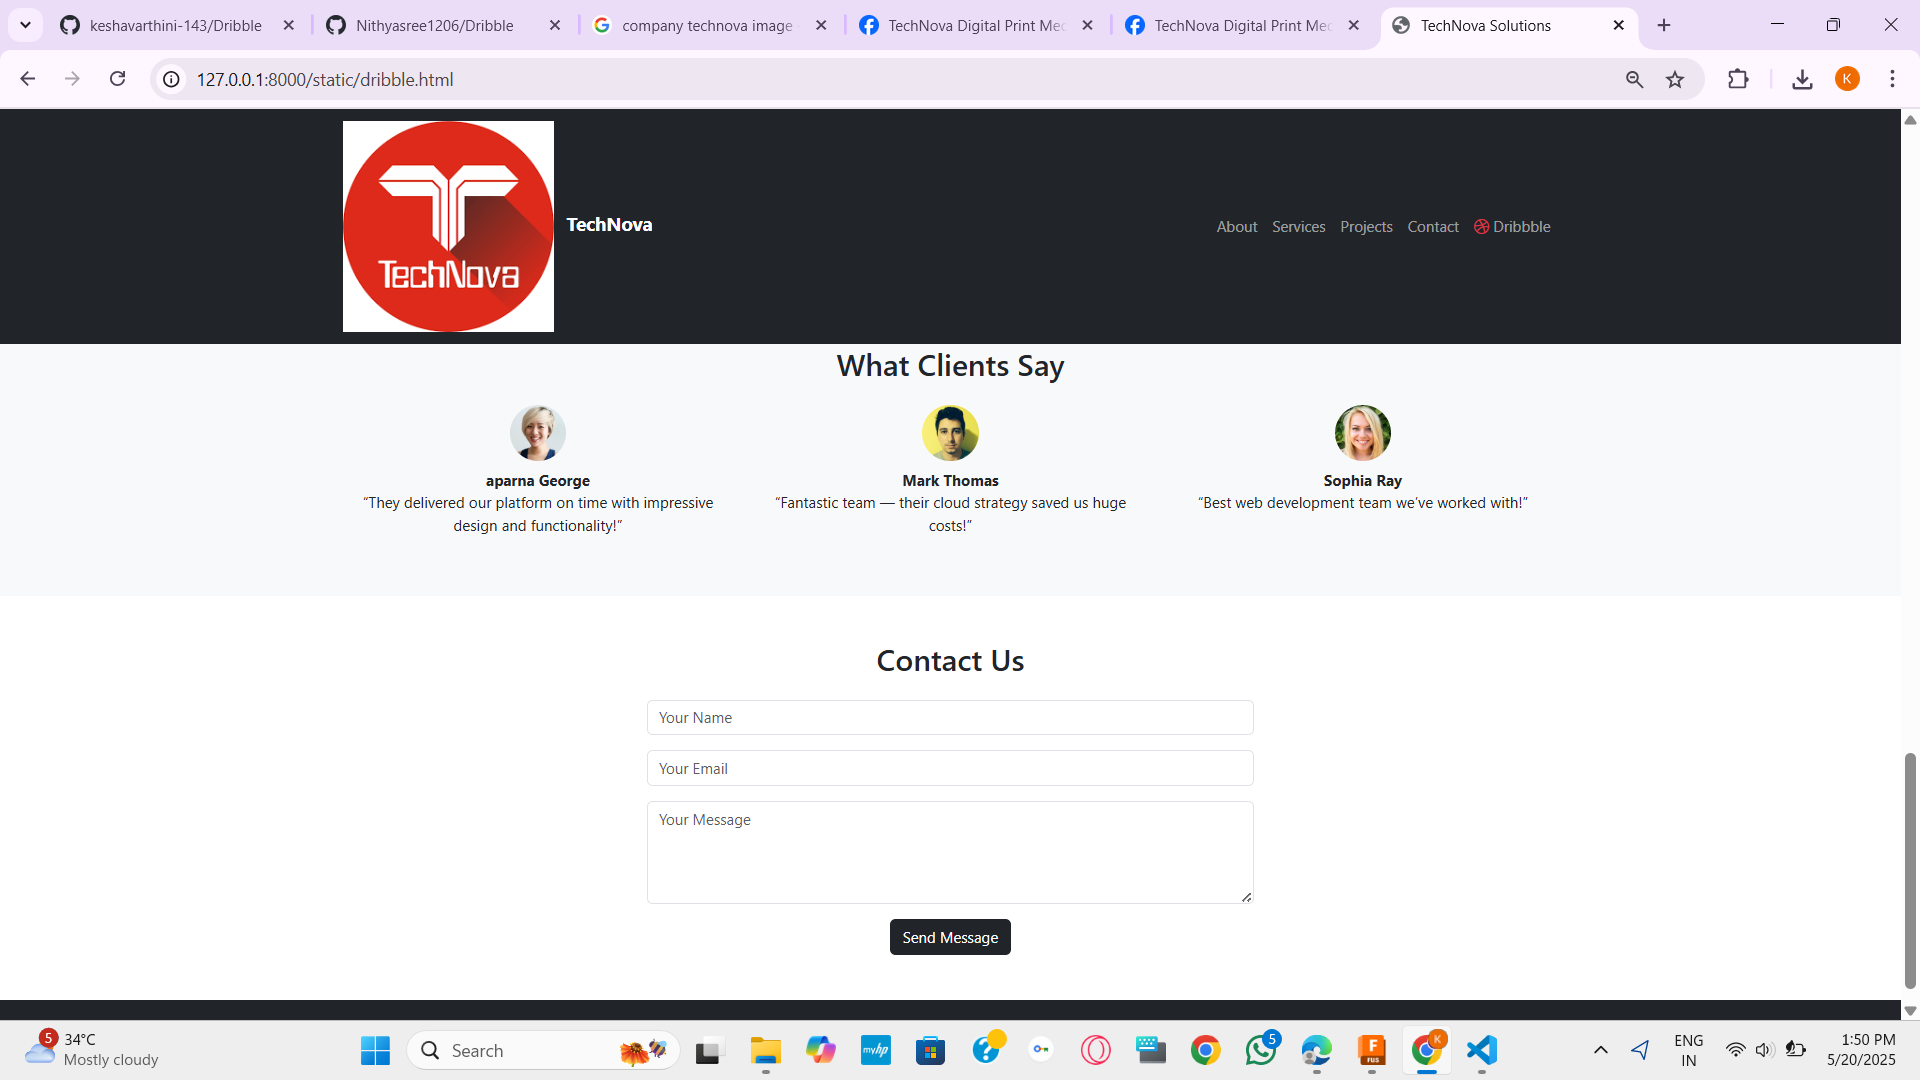 keshavarthini-143/Dribble
Nithyasree1206/Dribble
company technova image
TechNova Digital Print Med
TechNova Digital Print Med
TechNova Solutions
127.0.0.1:8000/static/dribble.html
K
TechNova
TechNova
About Services Projects Contact Dribbble
What Clients Say
aparna George
“They delivered our platform on time with impressive
design and functionality!”
Mark Thomas
“Fantastic team — their cloud strategy saved us huge
costs!”
Sophia Ray
“Best web development team we’ve worked with!”
Contact Us
Your Name
Your Email
Your Message
Send Message
5
34°C
Mostly cloudy
Search
myhp
5
F
FUS
K
ENG
IN
1:50 PM
5/20/2025